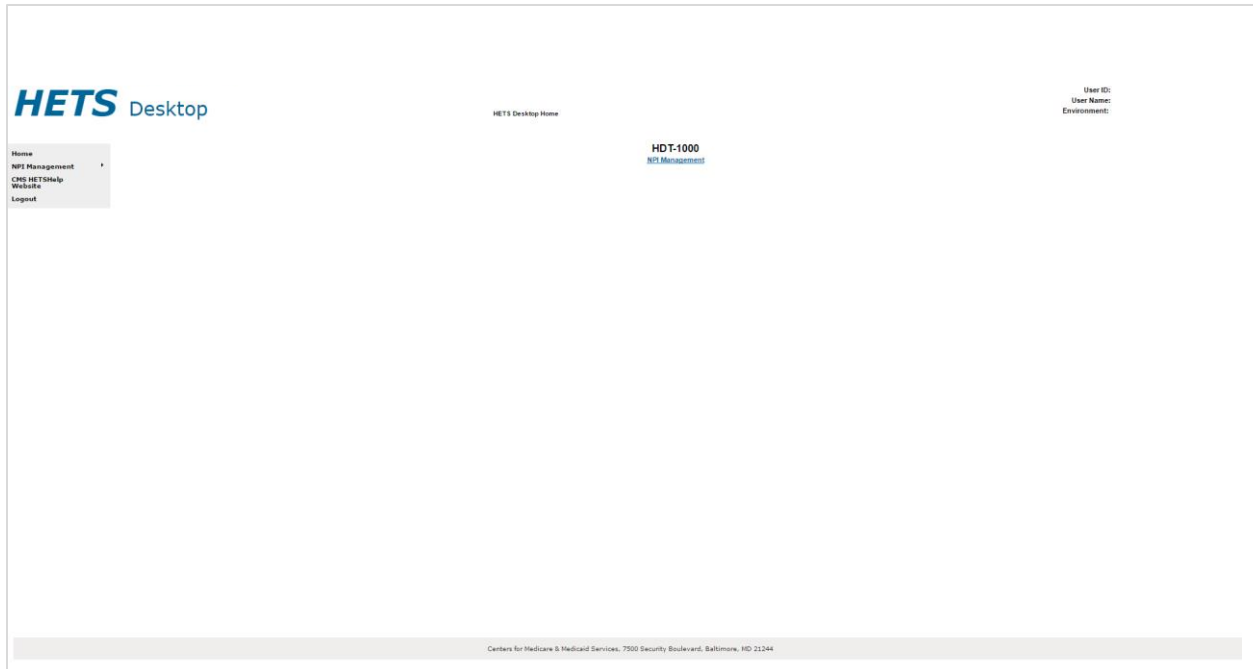 HETS Desktop
HETS Desktop Home
User ID:
User Name:
Environment:
Home
NPI Management
CMS HETSHelp
Website
Logout
HDT-1000
NPI Management
Centers for Medicare & Medicaid Services, 7500 Security Boulevard, Baltimore, MD 21244